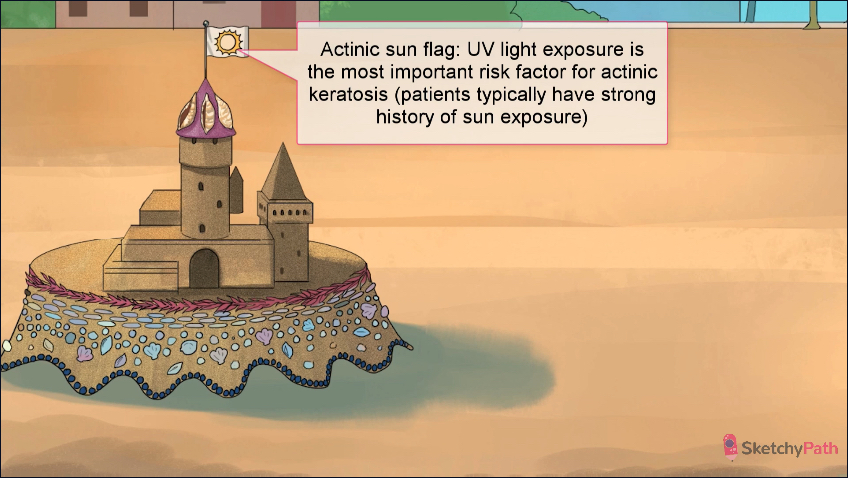 Actinic sun flag: UV light exposure is
the most important risk factor for actinic
keratosis (patients typically have strong
history of sun exposure)
SketchyPath